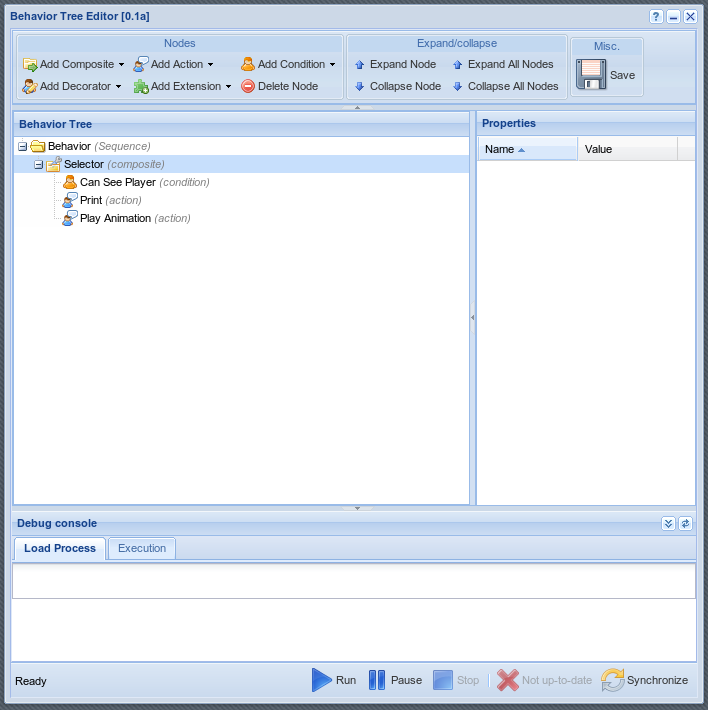 Behavior Tree Editor [0.1a]
Nodes
Expand/collapse
Misc.
Add Composite
Add Action
Add Condition
Expand Node
Expand All Nodes
Save
Add Decorator
Add Extension
Delete Node
Collapse Node
Collapse All Nodes
Behavior Tree
Properties
Name
Value
Behavior (Sequence)
Selector (composite)
Can See Player (condition)
Print (action)
Play Animation (action)
Debug console
Load Process
Execution
Ready
Run
Pause
Stop
Not up-to-date
Synchronize